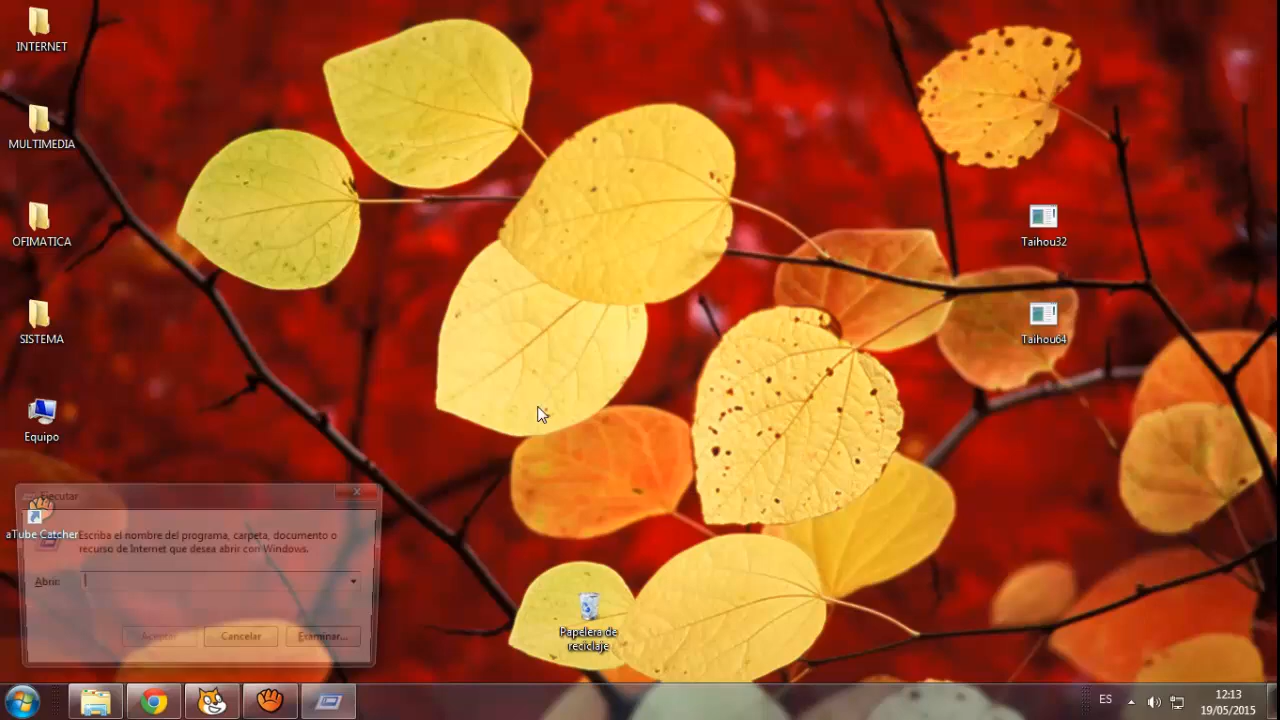 INTERNET
MULTIMEDIA
OFIMATICA
SISTEMA
Equipo
aTube Catcher
Taihou32
Taihou64
Papelera de
reciclaje
Ejecutar
Escriba el nombre del programa, carpeta, documento o
recurso de Internet que desea abrir con Windows.
Abrir:
Aceptar
Cancelar
Examinar...
ES
12:13
19/05/2015